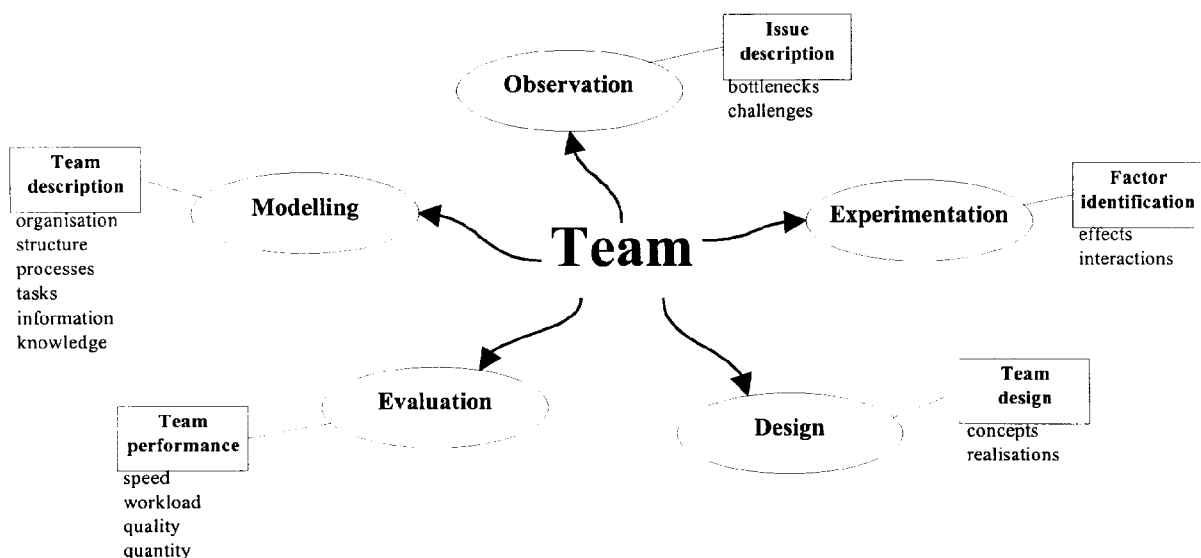 Issue
description
bottlenecks
challenges
Observation
Team
description
organisation
structure
processes
tasks
information
knowledge
Modelling
Factor
identification
effects
interactions
Experimentation
Team
Evaluation
Team
performance
speed
workload
quality
quantity
Design
Team
design
concepts
realisations